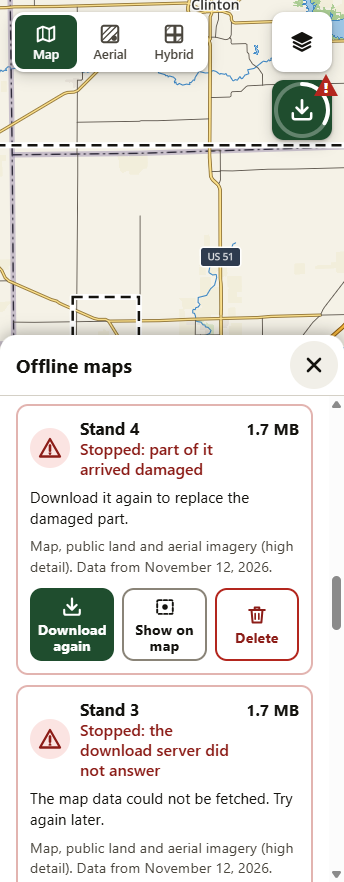 Clinton
Map
Aerial
Hybrid
US 51
Offline maps
Stand 4
1.7 MB
Stopped: part of it
arrived damaged
Download it again to replace the
damaged part.
Map, public land and aerial imagery (high
detail). Data from November 12, 2026.
Download
again
Show on
map
Delete
Stand 3
1.7 MB
Stopped: the
download server did
not answer
The map data could not be fetched. Try
again later.
Map, public land and aerial imagery (high
detail). Data from November 12, 2026.